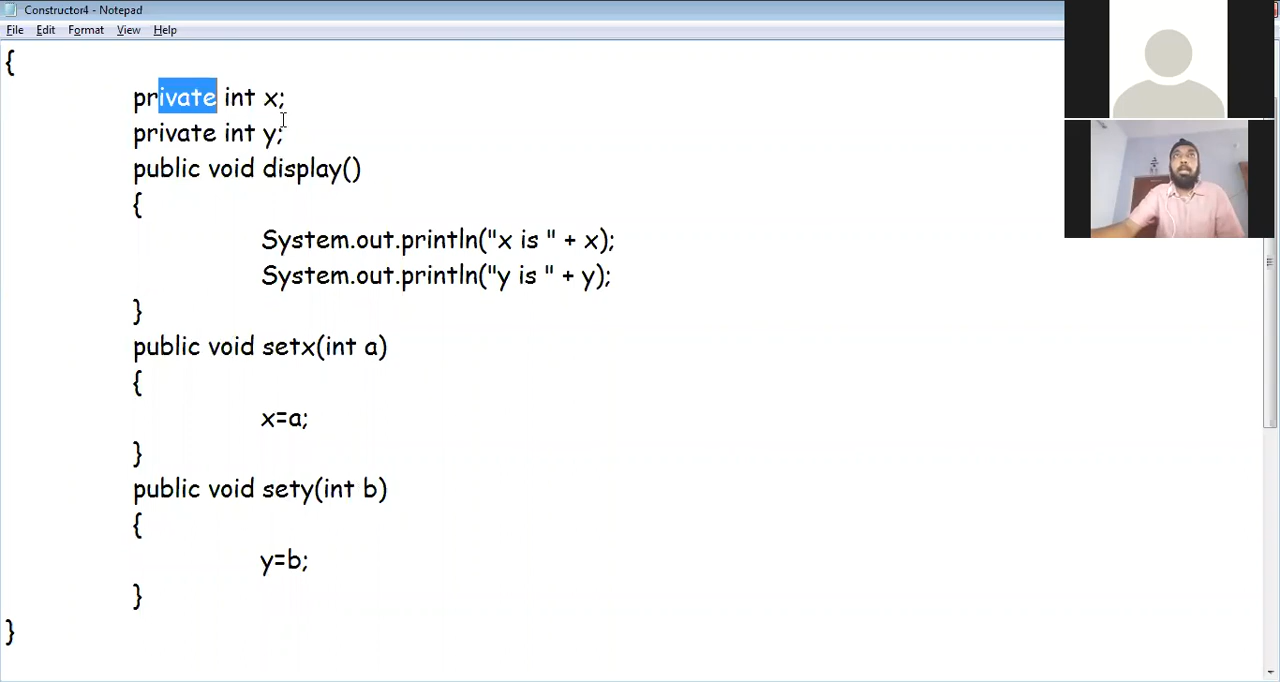 Constructor4 - Notepad
File Edit Format View Help
{
private int x;
private int y;
public void display()
{
System.out.println("x is " + x);
System.out.println("y is " + y);
}
public void setx(int a)
{
x=a;
}
public void sety(int b)
{
y=b;
}
}